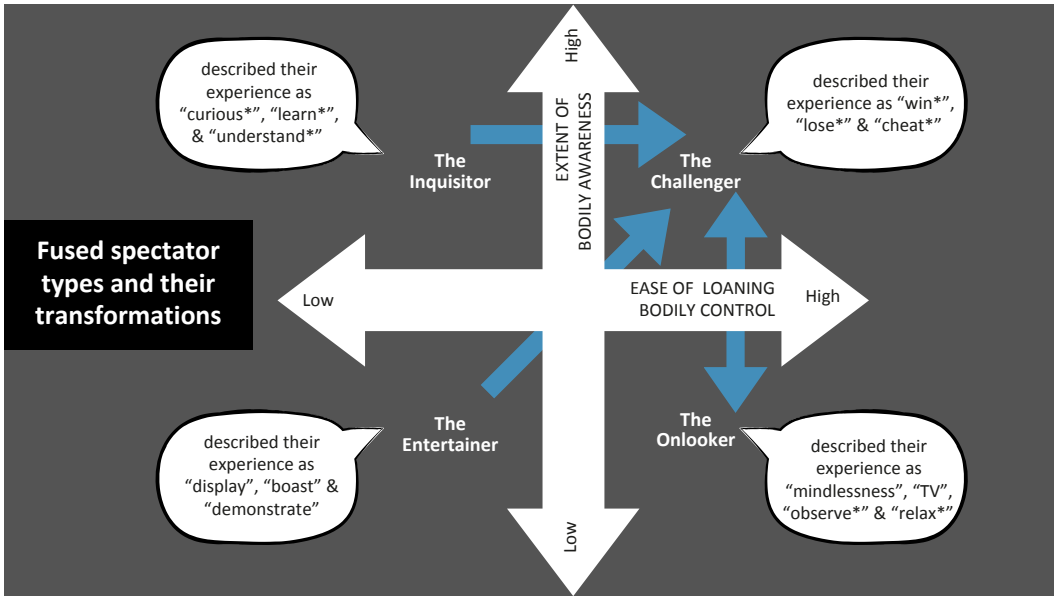 described their
experience as
“curious*”, “learn*”,
& “understand*”
High
EXTENT OF
BODILY AWARENESS
described their
experience as “win*”,
“lose*” & “cheat*”
The
Inquisitor
The
Challenger
Fused spectator
types and their
transformations
Low
EASE OF LOANING
BODILY CONTROL
High
The
Entertainer
The
Onlooker
described their
experience as
“display”, “boast” &
“demonstrate”
Low
described their
experience as
“mindlessness”, “TV”,
“observe*” & “relax*”